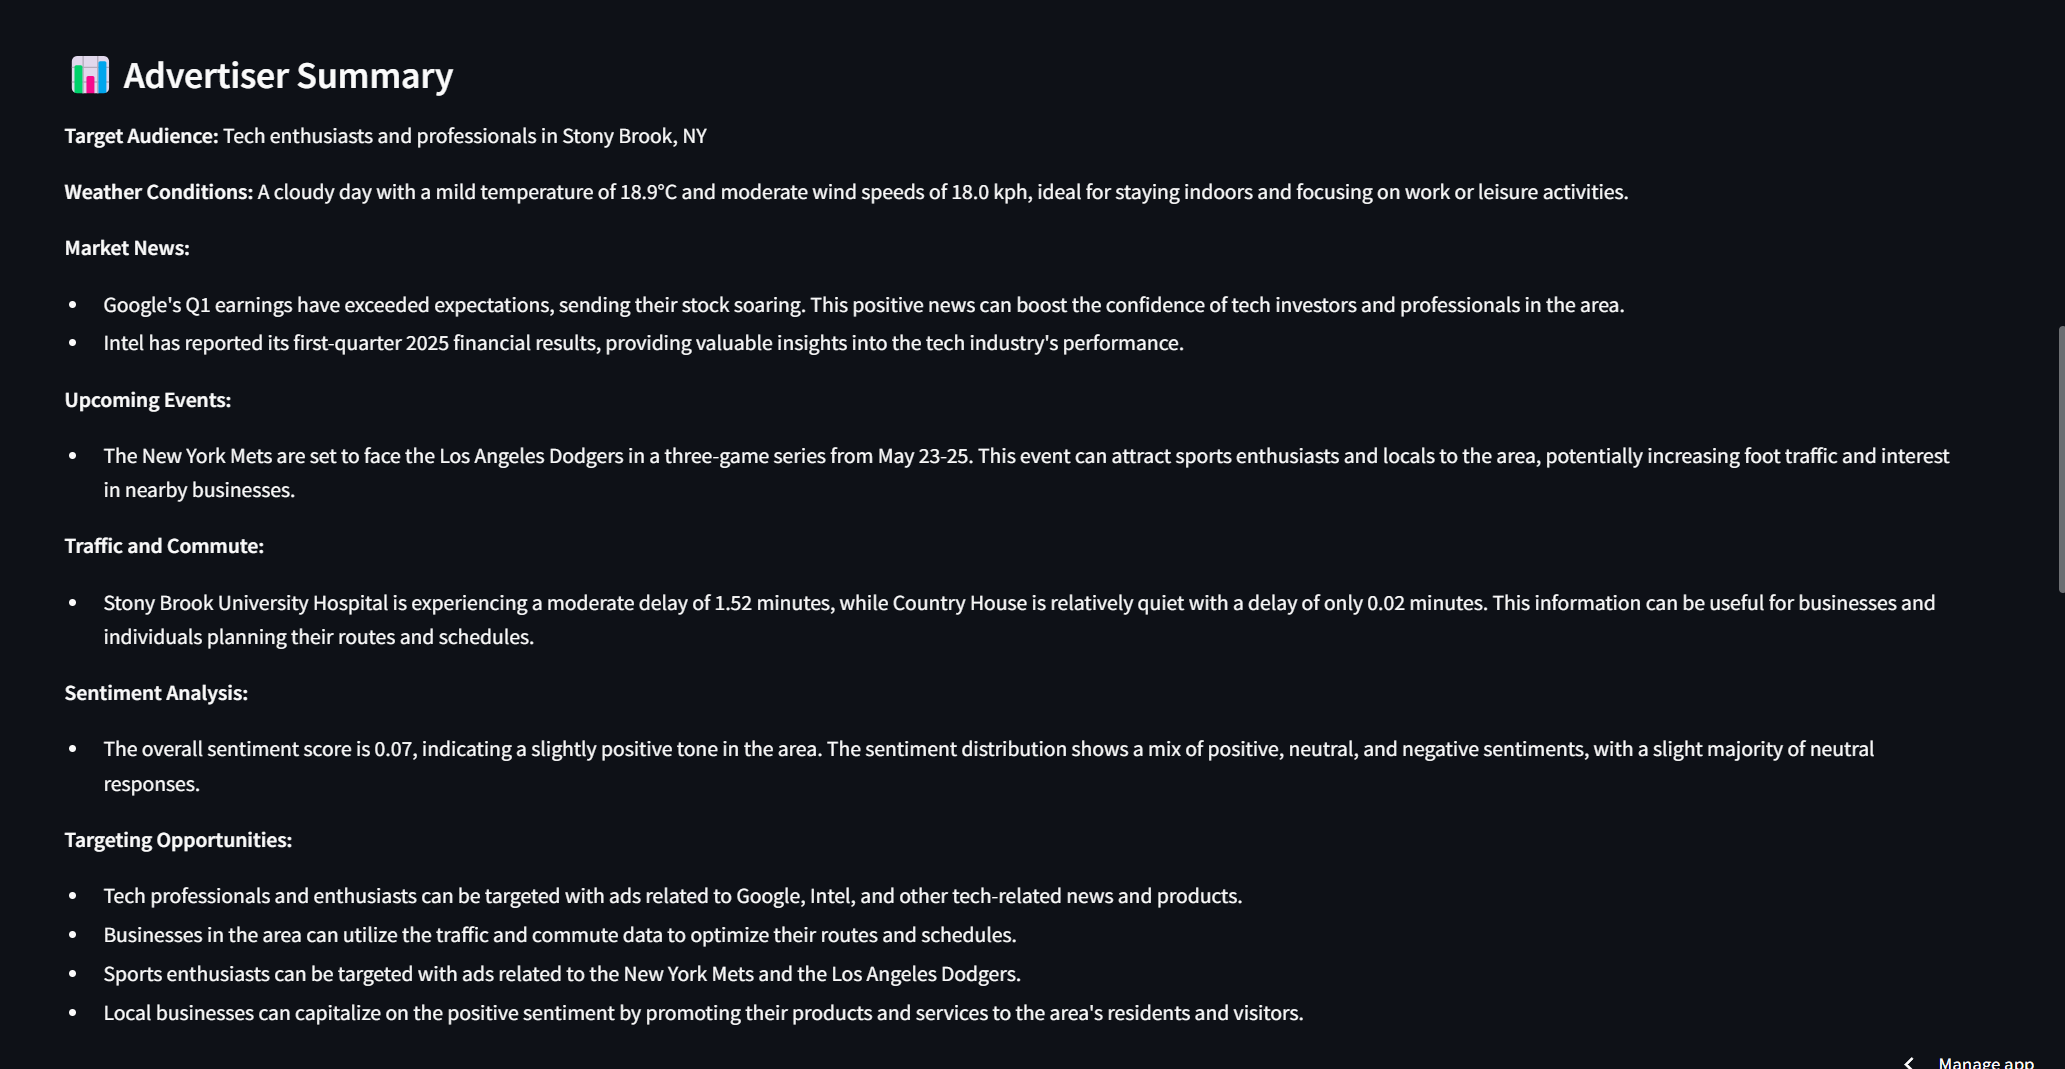 Advertiser Summary
Target Audience: Tech enthusiasts and professionals in Stony Brook, NY
Weather Conditions: A cloudy day with a mild temperature of 18.9°C and moderate wind speeds of 18.0 kph, ideal for staying indoors and focusing on work or leisure activities.
Market News:
• Google's Q1 earnings have exceeded expectations, sending their stock soaring. This positive news can boost the confidence of tech investors and professionals in the area.
• Intel has reported its first-quarter 2025 financial results, providing valuable insights into the tech industry's performance.
Upcoming Events:
• The New York Mets are set to face the Los Angeles Dodgers in a three-game series from May 23-25. This event can attract sports enthusiasts and locals to the area, potentially increasing foot traffic and interest
in nearby businesses.
Traffic and Commute:
• Stony Brook University Hospital is experiencing a moderate delay of 1.52 minutes, while Country House is relatively quiet with a delay of only 0.02 minutes. This information can be useful for businesses and
individuals planning their routes and schedules.
Sentiment Analysis:
• The overall sentiment score is 0.07, indicating a slightly positive tone in the area. The sentiment distribution shows a mix of positive, neutral, and negative sentiments, with a slight majority of neutral
responses.
Targeting Opportunities:
• Tech professionals and enthusiasts can be targeted with ads related to Google, Intel, and other tech-related news and products.
• Businesses in the area can utilize the traffic and commute data to optimize their routes and schedules.
• Sports enthusiasts can be targeted with ads related to the New York Mets and the Los Angeles Dodgers.
• Local businesses can capitalize on the positive sentiment by promoting their products and services to the area's residents and visitors.
Manage app